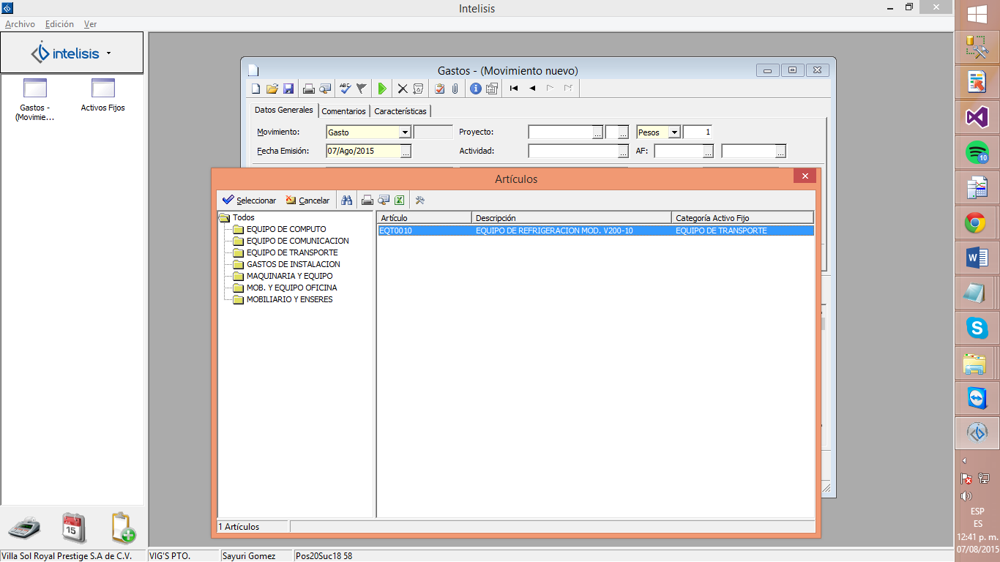 Intelisis
Archivo Edición Ver
intelisis
Gastos -
(Movimie...
Activos Fijos
Gastos - (Movimiento nuevo)
ABC
Datos Generales Comentarios Características
Movimiento: Gasto Proyecto: ... ... Pesos 1
Fecha Emisión: 07/Ago/2015 ... Actividad: ... AF: ... ...
Artículos
Seleccionar Cancelar
Todos
EQUIPO DE COMPUTO
EQUIPO DE COMUNICACION
EQUIPO DE TRANSPORTE
GASTOS DE INSTALACION
MAQUINARIA Y EQUIPO
MOB. Y EQUIPO OFICINA
MOBILIARIO Y ENSERES
Artículo Descripción Categoría Activo Fijo
EQT0010 EQUIPO DE REFRIGERACION MOD. V200-10 EQUIPO DE TRANSPORTE
1 Artículos
15
Villa Sol Royal Prestige S.A de C.V. VIG'S PTO. Sayuri Gomez Pos20Suc18 58
10
ESP
ES
12:41 p. m.
07/08/2015